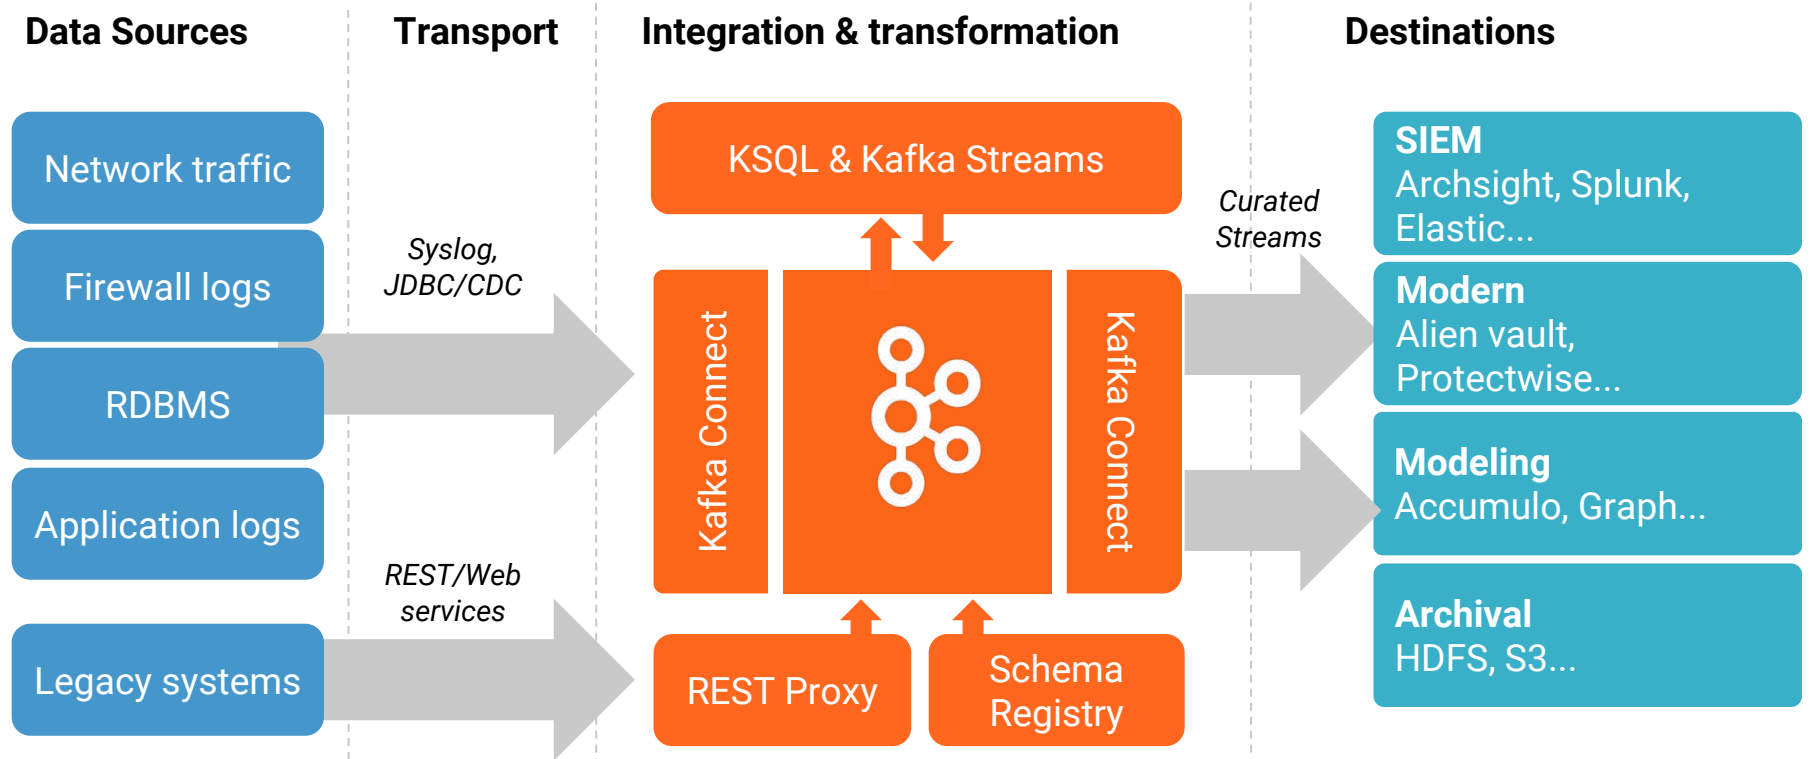 Data Sources
Transport
Integration & transformation
Destinations
Network traffic
Firewall logs
RDBMS
Application logs
Legacy systems
Syslog,
JDBC/CDC
REST/Web
services
KSQL & Kafka Streams
Kafka Connect
Kafka Connect
REST Proxy
Schema
Registry
Curated
Streams
SIEM
Archsight, Splunk,
Elastic...
Modern
Alien vault,
Protectwise...
Modeling
Accumulo, Graph...
Archival
HDFS, S3...